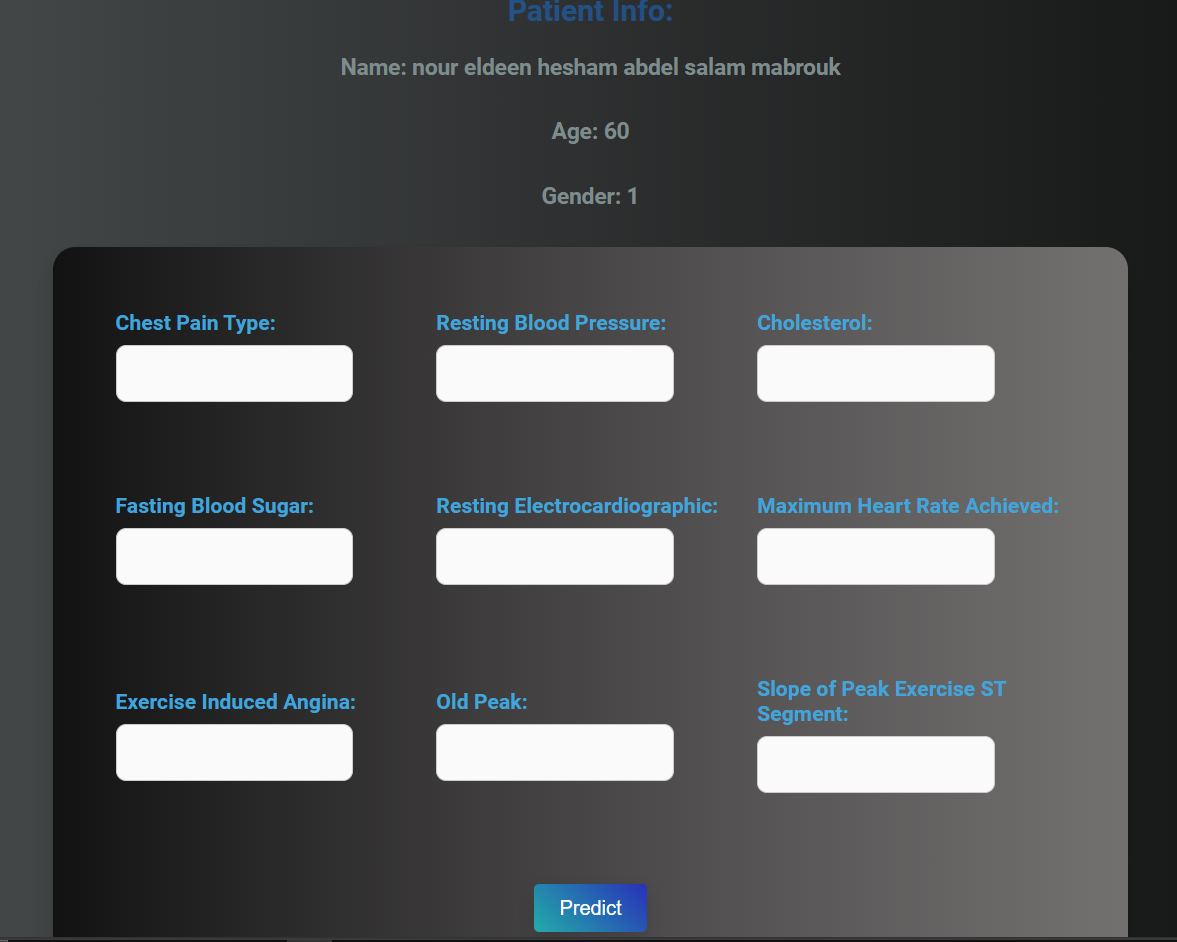 Patient Info:
Name: nour eldeen hesham abdel salam mabrouk
Age: 60
Gender: 1
Chest Pain Type:
Resting Blood Pressure:
Cholesterol:
Fasting Blood Sugar:
Resting Electrocardiographic:
Maximum Heart Rate Achieved:
Exercise Induced Angina:
Old Peak:
Slope of Peak Exercise ST
Segment:
Predict